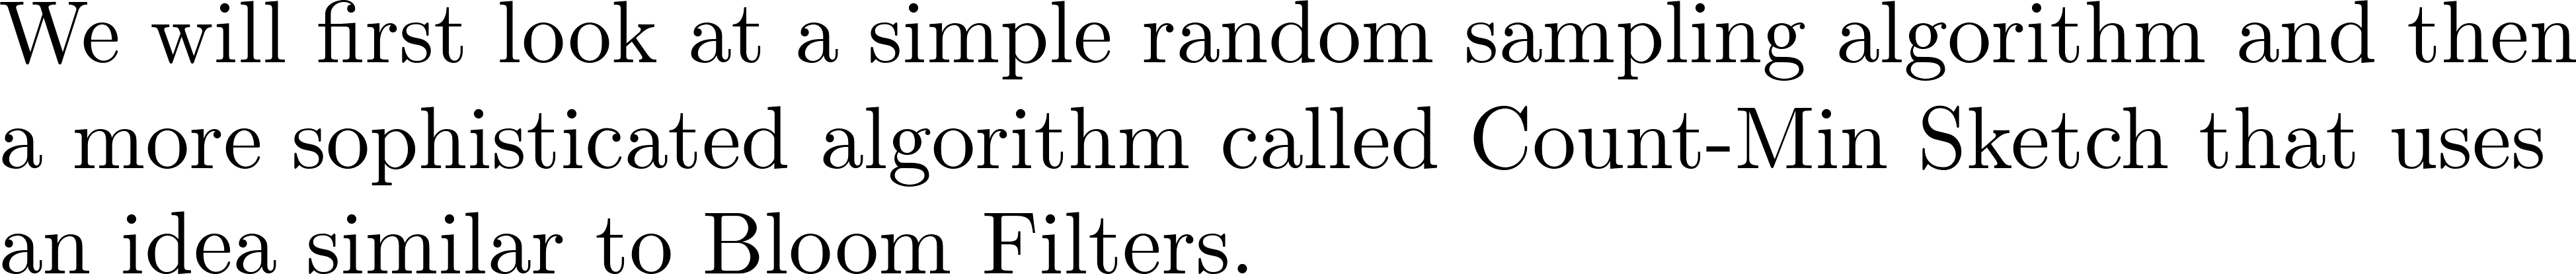 We will first look at a simple random sampling algorithm and then
a more sophisticated algorithm called Count-Min Sketch that uses
an idea similar to Bloom Filters.